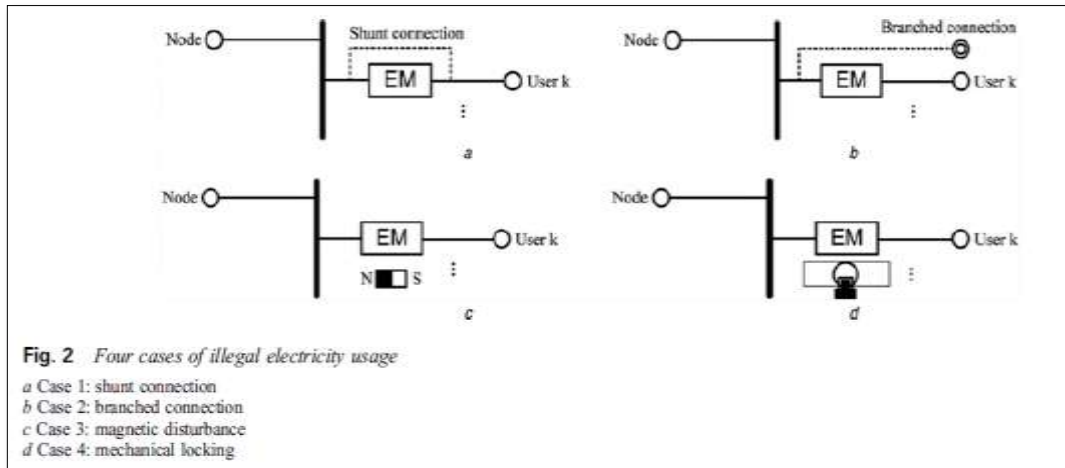 Node
Shunt connection
EM
User k
a
Node
Branched connection
EM
User k
b
Node
EM
User k
N S
c
Node
EM
User k
d
Fig. 2 Four cases of illegal electricity usage
a Case 1: shunt connection
b Case 2: branched connection
c Case 3: magnetic disturbance
d Case 4: mechanical locking